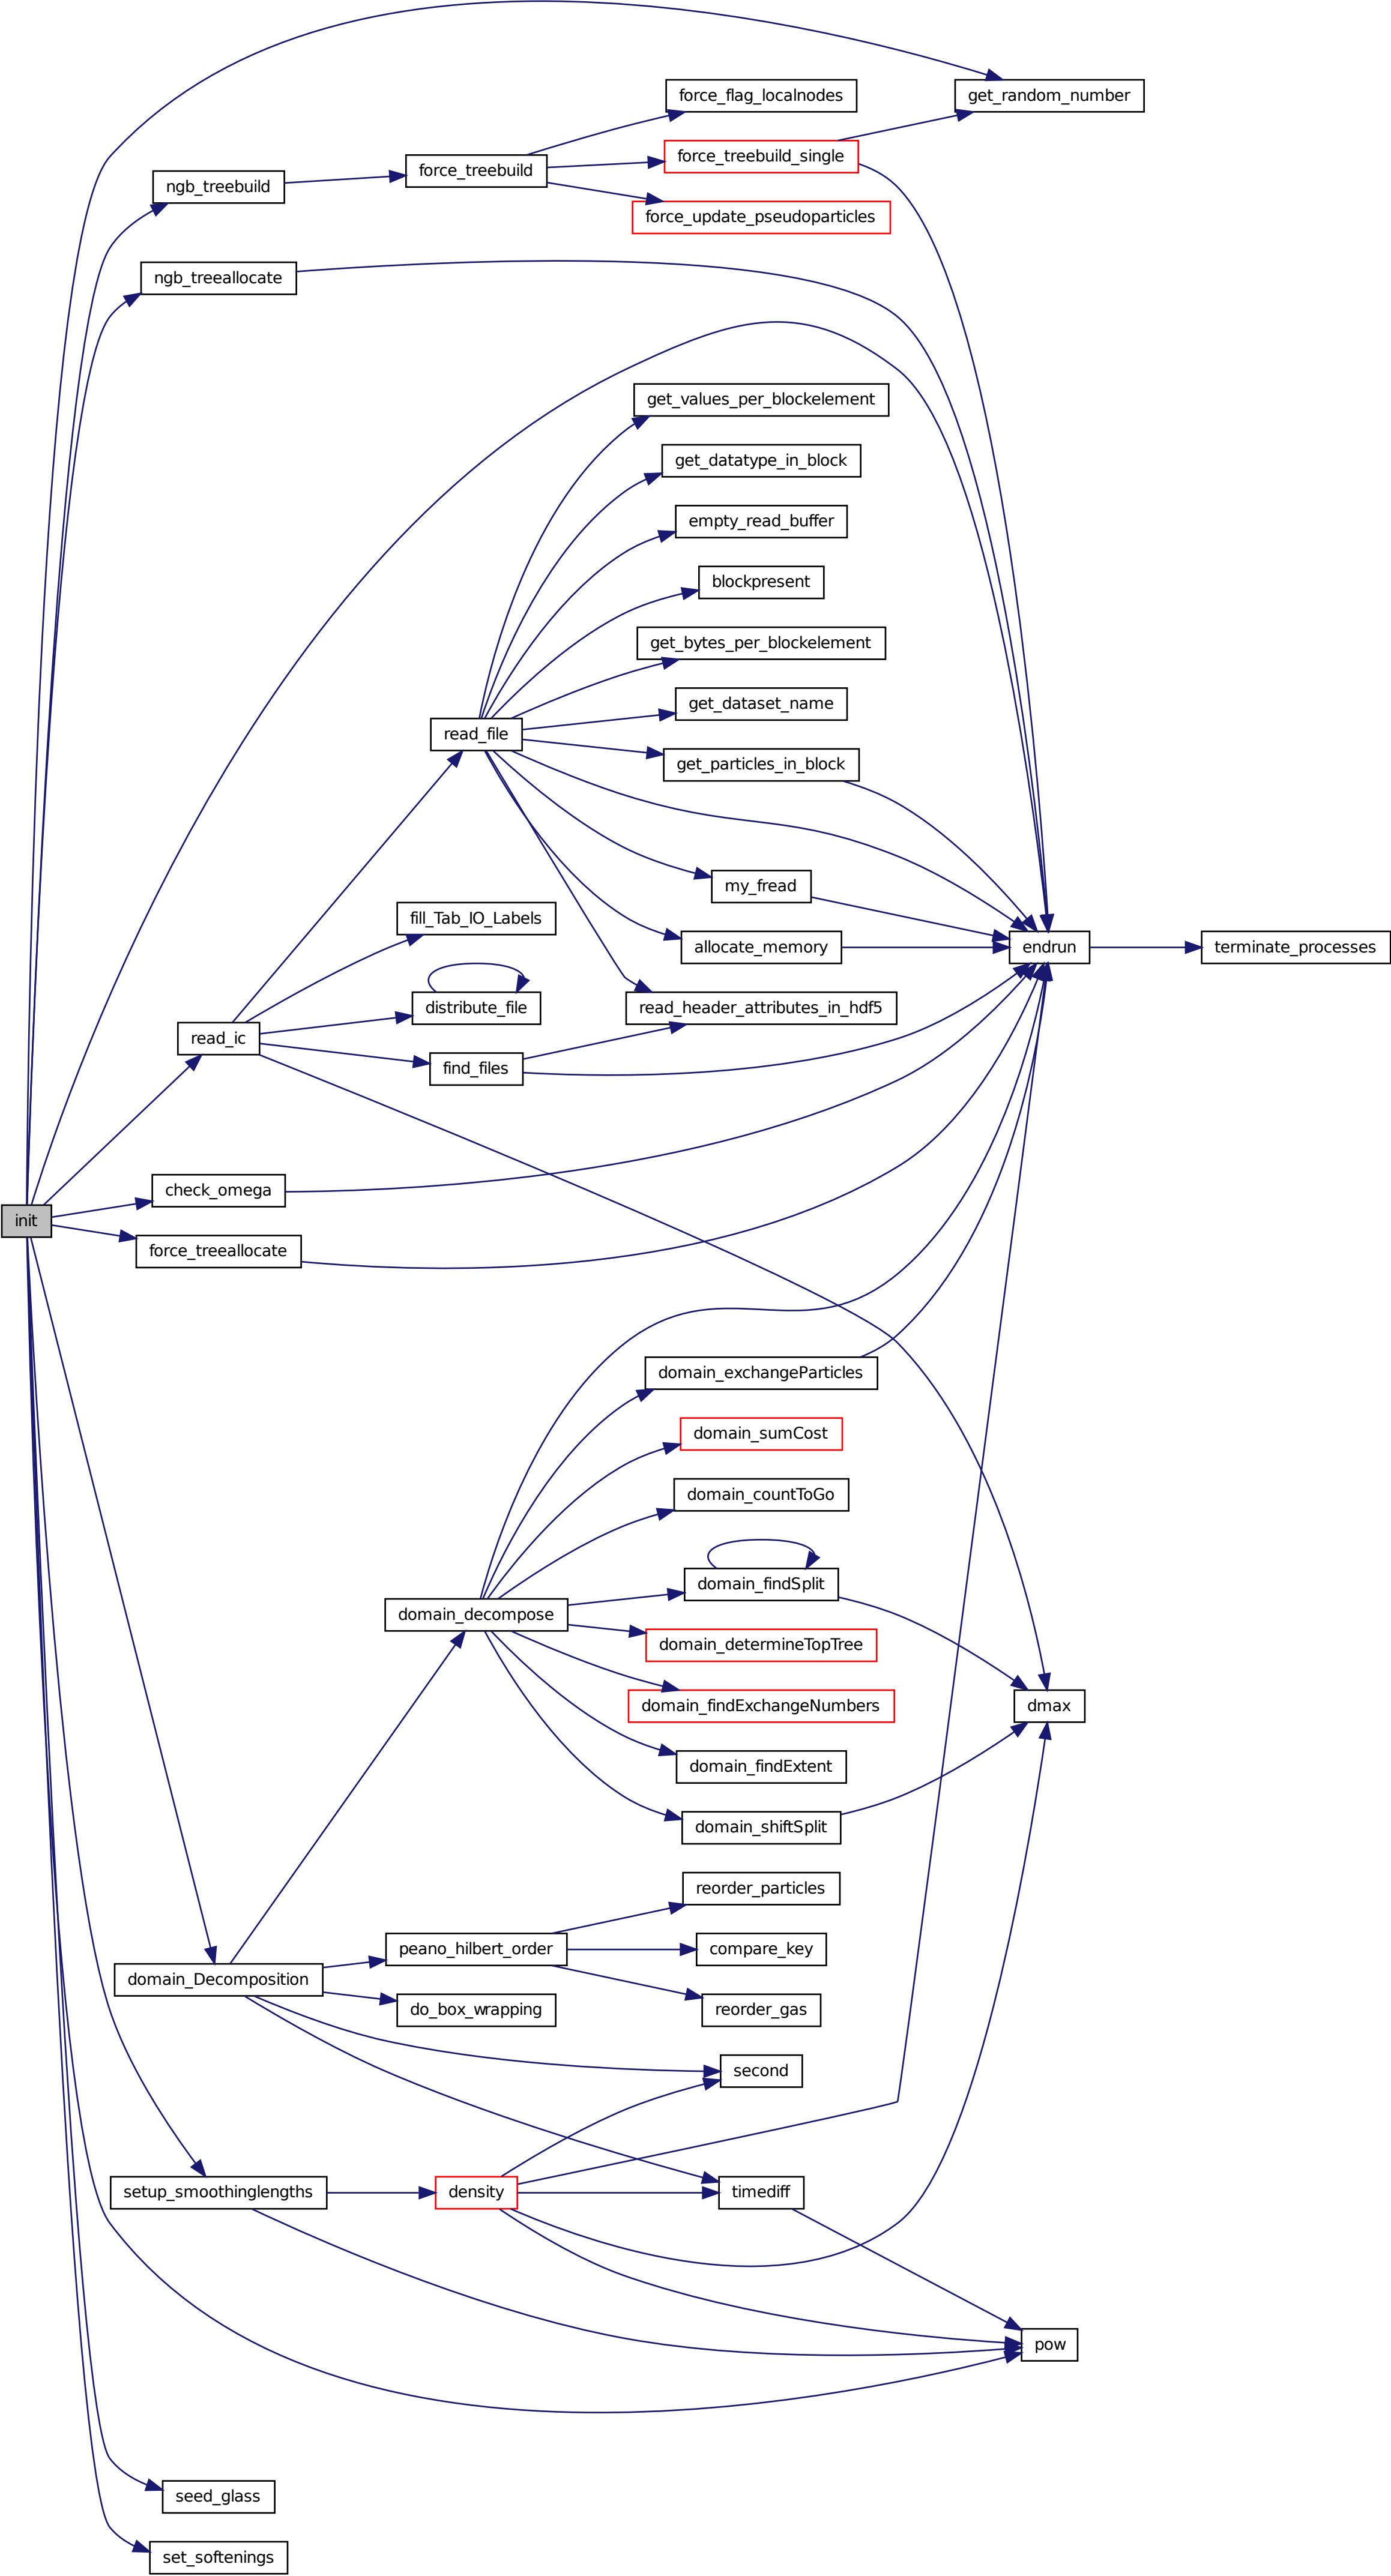 get_random_number
force_flag_localnodes
force_treebuild_single
force_treebuild
ngb_treebuild
force_update_pseudoparticles
ngb_treeallocate
get_values_per_blockelement
get_datatype_in_block
empty_read_buffer
blockpresent
get_bytes_per_blockelement
get_dataset_name
read_file
get_particles_in_block
my_fread
fill_Tab_IO_Labels
allocate_memory
endrun
terminate_processes
distribute_file
read_header_attributes_in_hdf5
read_ic
find_files
check_omega
init
force_treeallocate
domain_exchangeParticles
domain_sumCost
domain_countToGo
domain_findSplit
domain_decompose
domain_determineTopTree
domain_findExchangeNumbers
dmax
domain_findExtent
domain_shiftSplit
reorder_particles
peano_hilbert_order
compare_key
domain_Decomposition
do_box_wrapping
reorder_gas
second
setup_smoothinglengths
density
timediff
pow
seed_glass
set_softenings